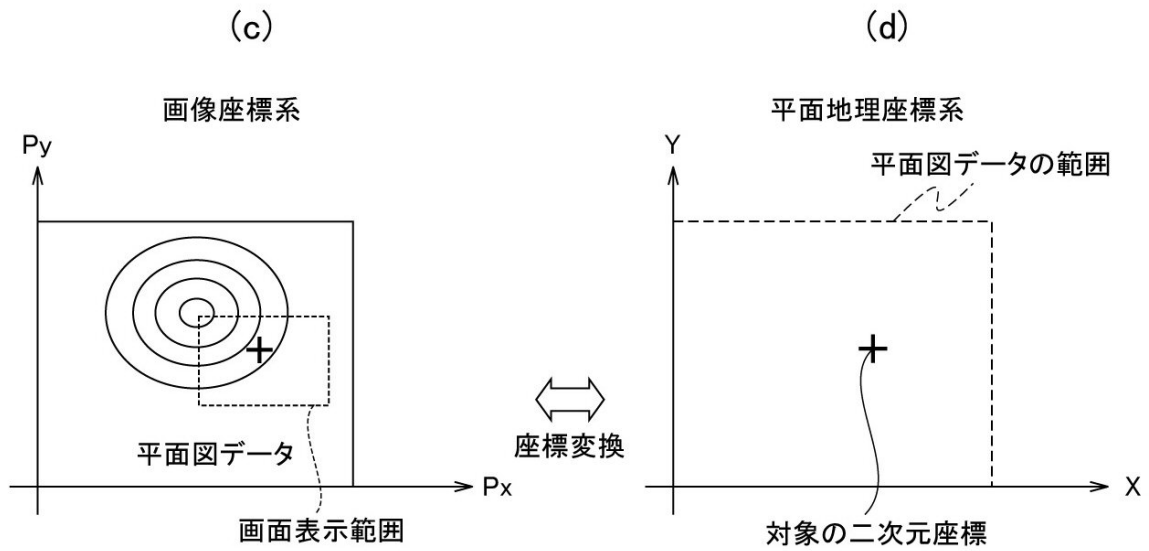 (c)
画像座標系
Py
平面図データ
Px
画面表示範囲
座標変換
(d)
平面地理座標系
Y
平面図データの範囲
X
対象の二次元座標